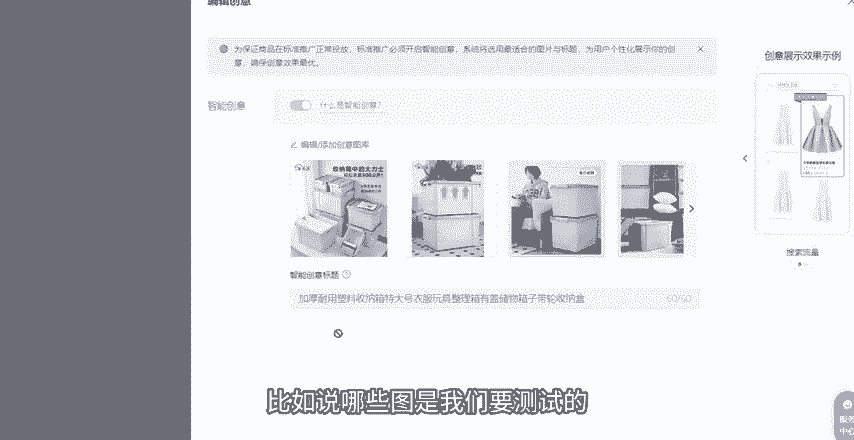 编辑创意
为保证商品在标准推广正常投放，标准推广必须开启智能创意，系统将选用最适合的图片与标题，为用户个性化展示你的创
意，确保创意效果最优。
创意展示效果示例
智能创意
什么是智能创意？
编辑/添加创意图库
收纳箱中的大力士
智能创意标题
加厚耐用塑料收纳箱特大号衣服玩具整理箱有盖储物箱子带轮收纳盒
60/60
搜索流量
比如说哪些图是我们要测试的
服务
中心